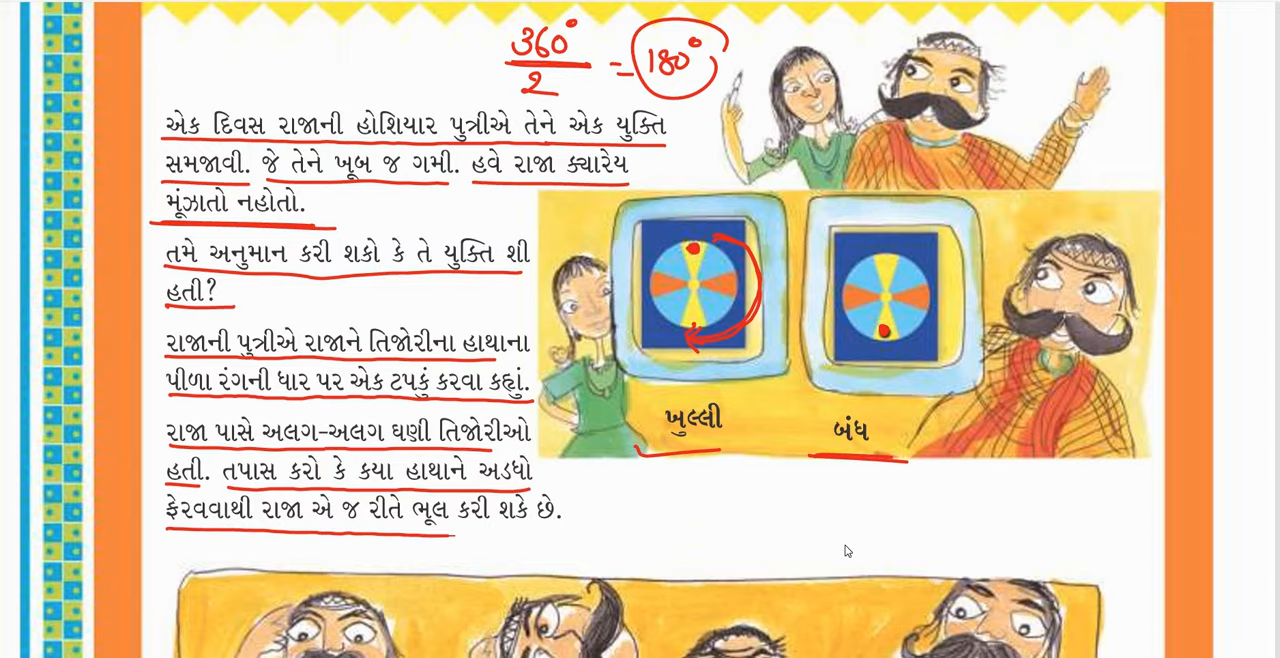 360°
2
= 180°
એક દિવસ રાજાની હોશિયાર પુત્રીએ તેને એક યુક્તિ
સમજાવી. જે તેને ખૂબ જ ગમી. હવે રાજા ક્યારેય
મૂંઝાતો નહોતો.
તમે અનુમાન કરી શકો કે તે યુક્તિ શી
હતી?
રાજાની પુત્રીએ રાજાને તિજોરીના હાથાના
પીળા રંગની ધાર પર એક ટપકું કરવા કહ્યું.
રાજા પાસે અલગ-અલગ ઘણી તિજોરીઓ
હતી. તપાસ કરો કે કયા હાથાને અડધો
ફેરવવાથી રાજા એ જ રીતે ભૂલ કરી શકે છે.
ખુલ્લી
બંધ